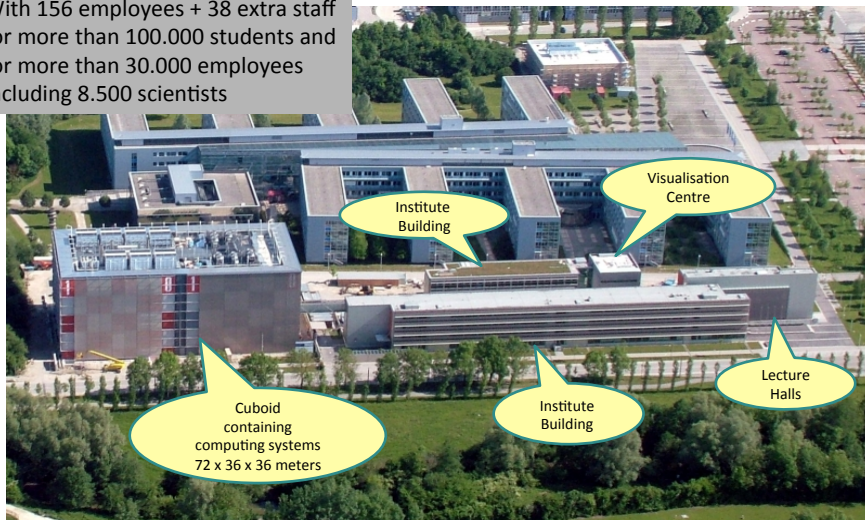 With 156 employees + 38 extra staff
or more than 100.000 students and
or more than 30.000 employees
ncluding 8.500 scientists
Visualisation
Centre
Institute
Building
Cuboid
containing
computing systems
72 x 36 x 36 meters
Institute
Building
Lecture
Halls